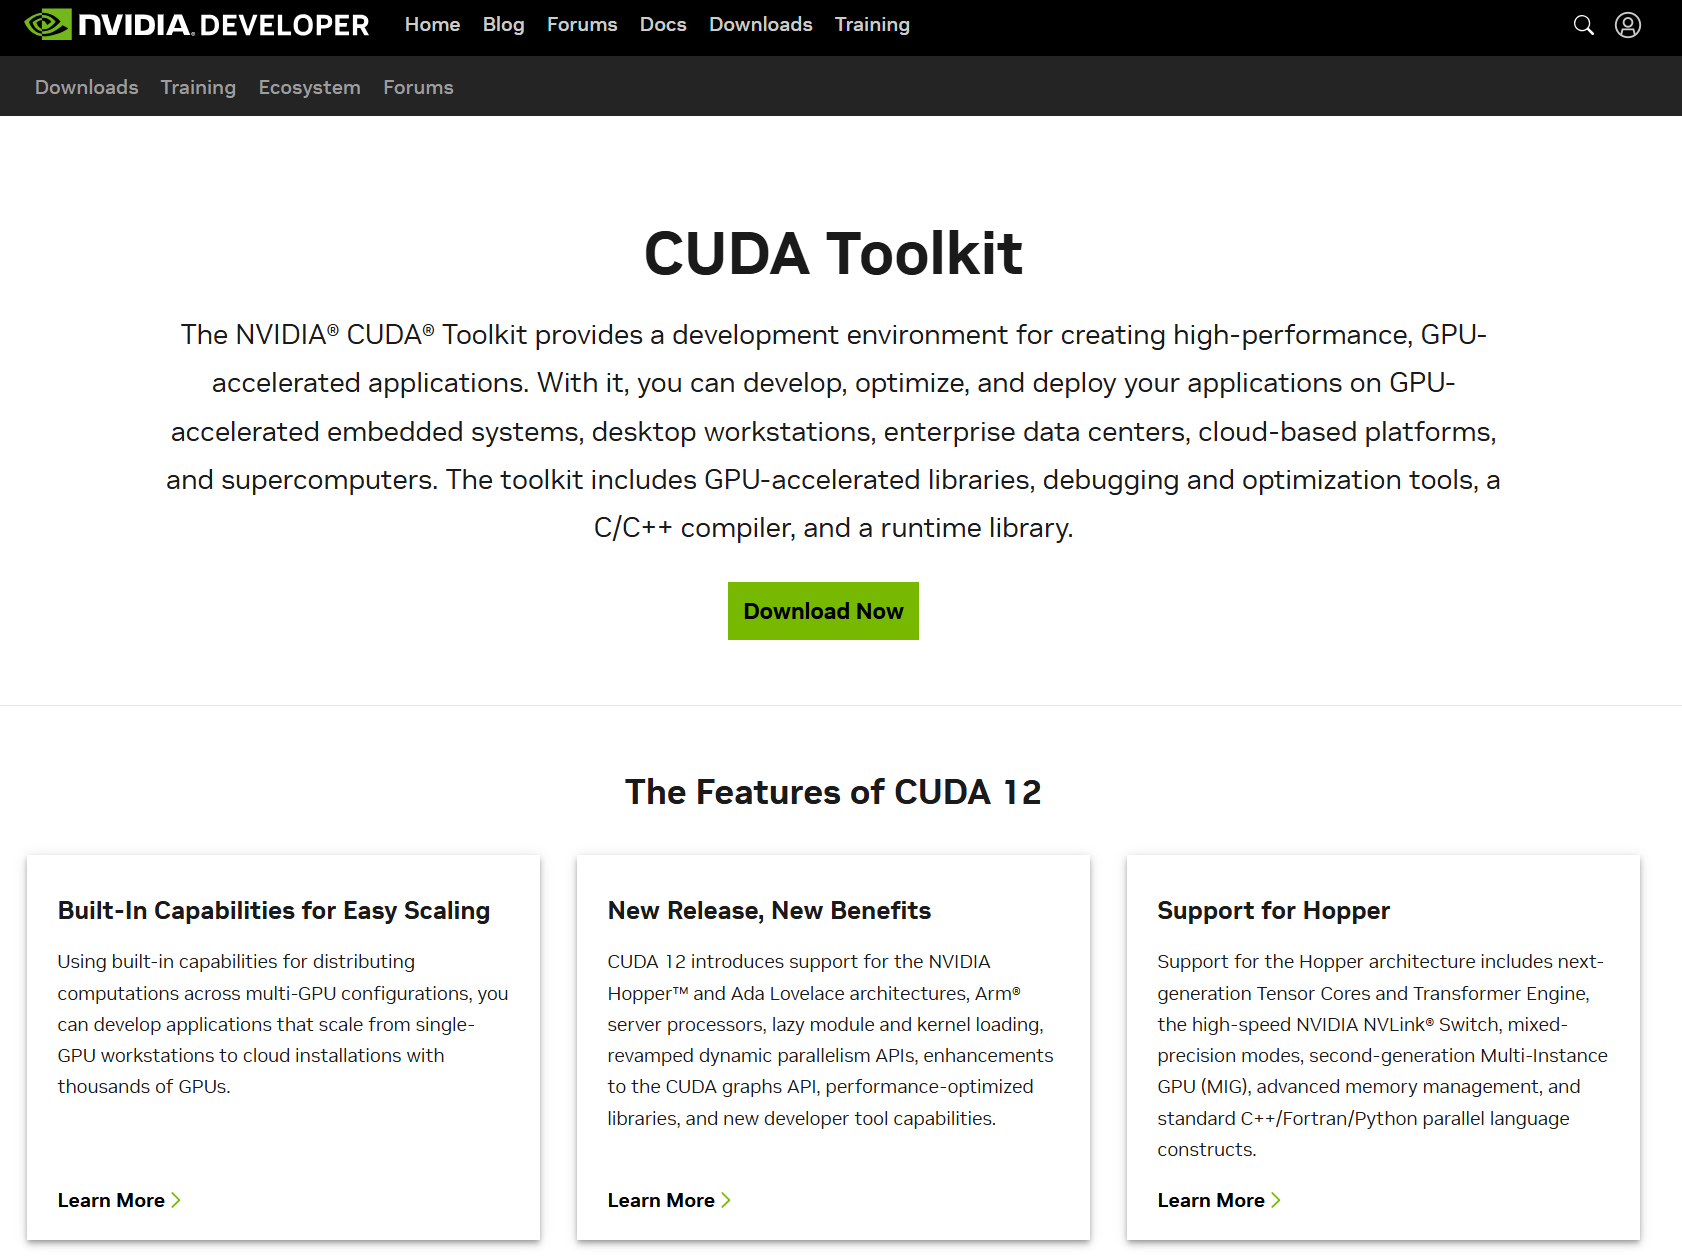 NVIDIA. DEVELOPER Home Blog Forums Docs Downloads Training
Downloads Training Ecosystem Forums
CUDA Toolkit
The NVIDIA® CUDA® Toolkit provides a development environment for creating high-performance, GPU-
accelerated applications. With it, you can develop, optimize, and deploy your applications on GPU-
accelerated embedded systems, desktop workstations, enterprise data centers, cloud-based platforms,
and supercomputers. The toolkit includes GPU-accelerated libraries, debugging and optimization tools, a
C/C++ compiler, and a runtime library.
Download Now
The Features of CUDA 12
Built-In Capabilities for Easy Scaling
Using built-in capabilities for distributing
computations across multi-GPU configurations, you
can develop applications that scale from single-
GPU workstations to cloud installations with
thousands of GPUs.
Learn More
New Release, New Benefits
CUDA 12 introduces support for the NVIDIA
Hopper™ and Ada Lovelace architectures, Arm®
server processors, lazy module and kernel loading,
revamped dynamic parallelism APIs, enhancements
to the CUDA graphs API, performance-optimized
libraries, and new developer tool capabilities.
Learn More
Support for Hopper
Support for the Hopper architecture includes next-
generation Tensor Cores and Transformer Engine,
the high-speed NVIDIA NVLink® Switch, mixed-
precision modes, second-generation Multi-Instance
GPU (MIG), advanced memory management, and
standard C++/Fortran/Python parallel language
constructs.
Learn More